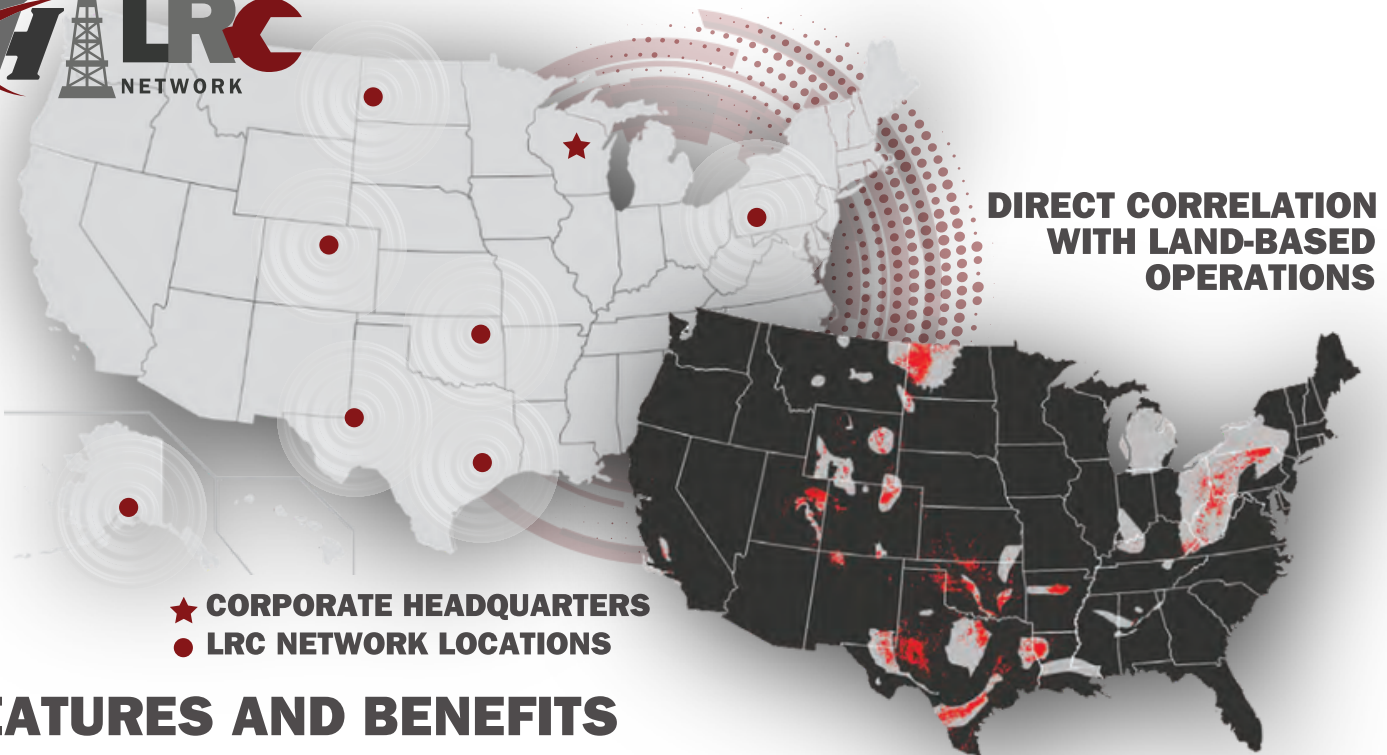 H LRC
NETWORK
DIRECT CORRELATION
WITH LAND-BASED
OPERATIONS
CORPORATE HEADQUARTERS
LRC NETWORK LOCATIONS
EATURES AND BENEFITS